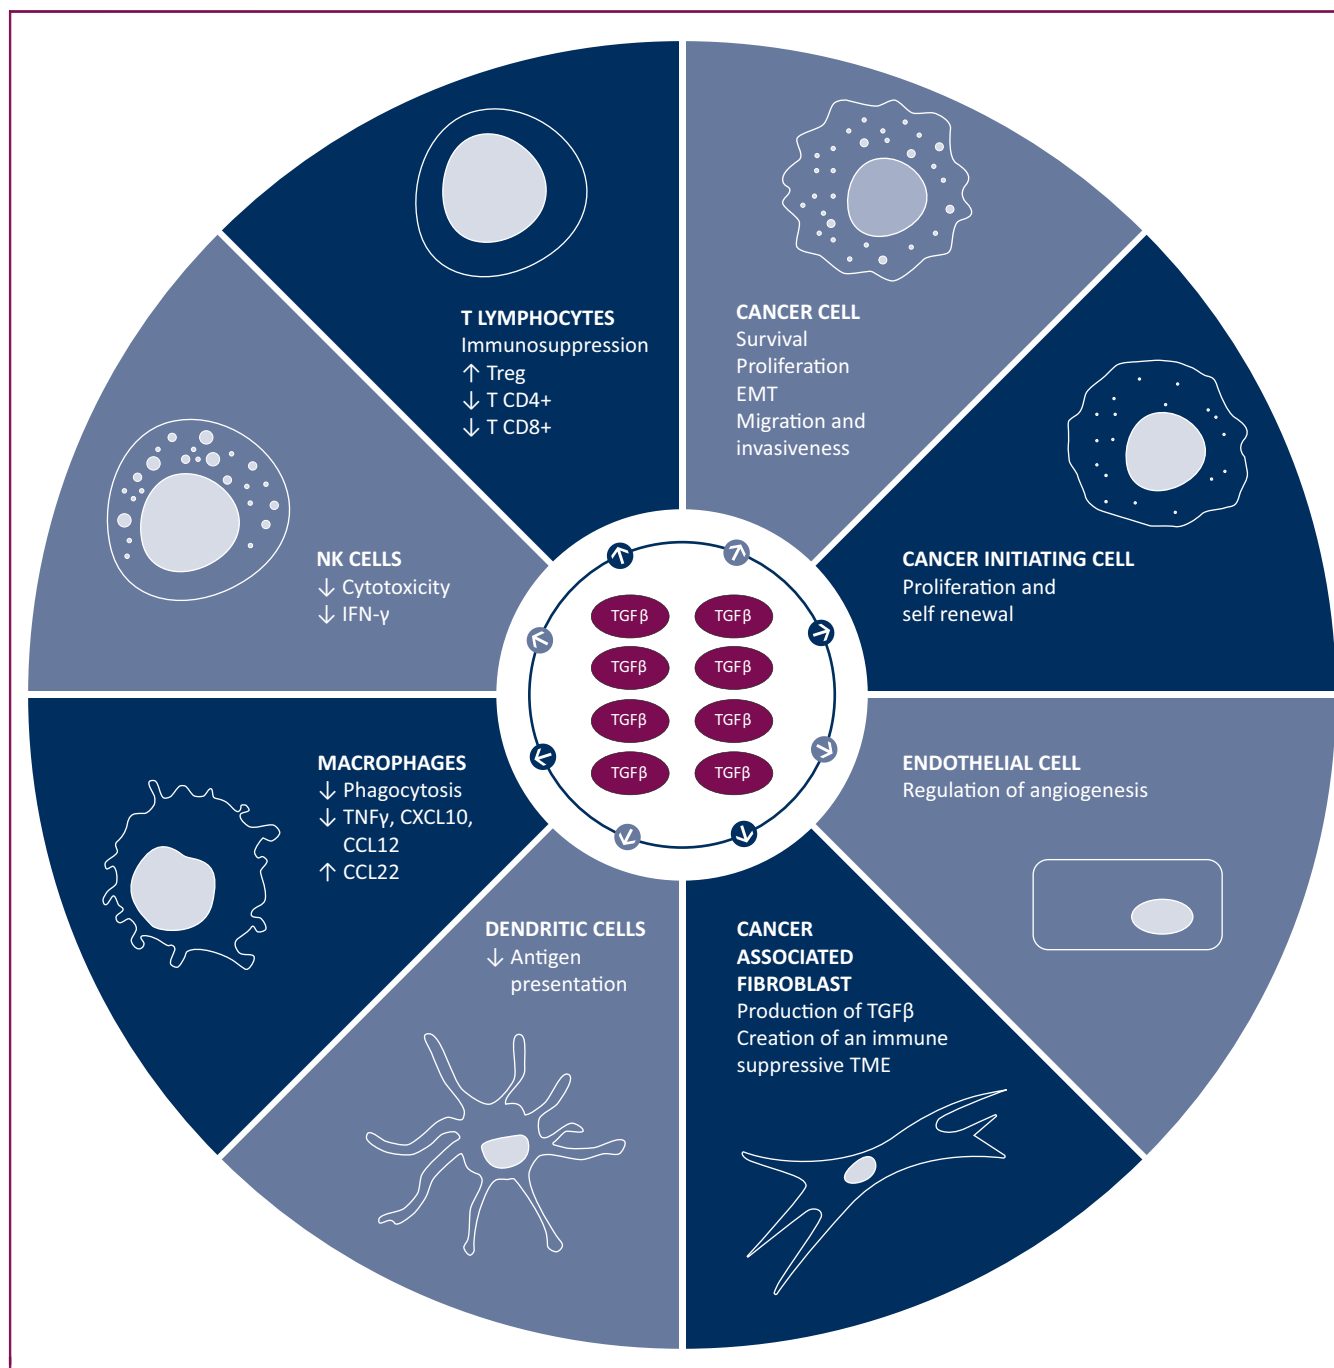 T LYMPHOCYTES
Immunosuppression
↑ Treg
↓ T CD4+
↓ T CD8+
CANCER CELL
Survival
Proliferation
EMT
Migration and
invasiveness
CANCER INITIATING CELL
Proliferation and
self renewal
ENDOTHELIAL CELL
Regulation of angiogenesis
CANCER
ASSOCIATED
FIBROBLAST
Production of TGFβ
Creation of an immune
suppressive TME
DENDRITIC CELLS
↓ Antigen
presentation
MACROPHAGES
↓ Phagocytosis
↓ TNFγ, CXCL10,
CCL12
↑ CCL22
NK CELLS
↓ Cytotoxicity
↓ IFN-γ
TGFβ TGFβ
TGFβ TGFβ
TGFβ TGFβ
TGFβ TGFβ